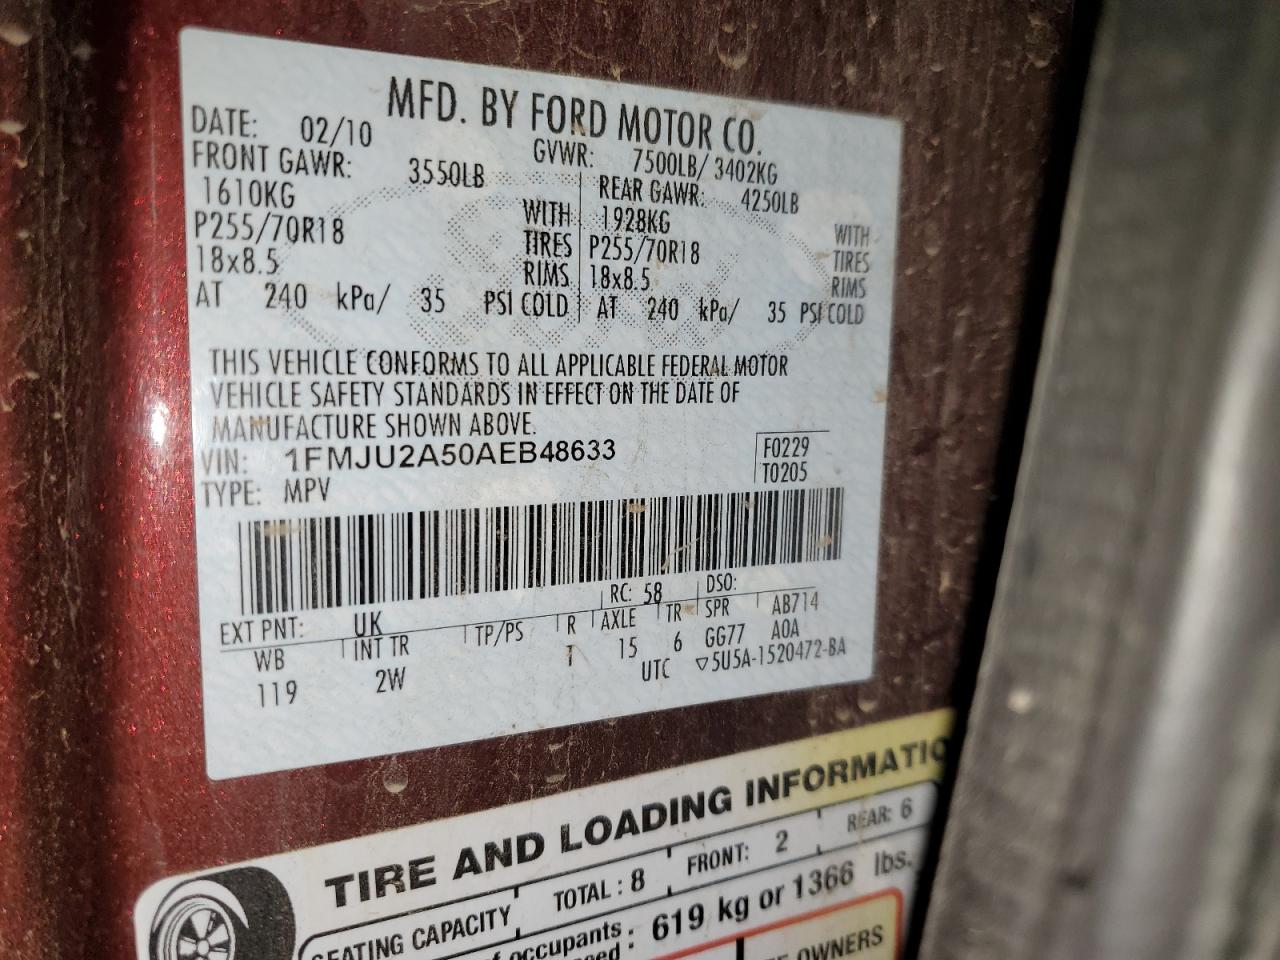 MFD. BY FORD MOTOR CO.
DATE: 02/10 GVWR: 7500LB/ 3402KG
FRONT GAWR: 3550LB REAR GAWR: 4250LB
1610KG WITH 1928KG WITH
P255/70R18 TIRES P255/70R18 TIRES
18x8.5 RIMS 18x8.5 RIMS
AT 240 kPa/ 35 PSI COLD AT 240 kPa/ 35 PSI COLD
THIS VEHICLE CONFORMS TO ALL APPLICABLE FEDERAL MOTOR
VEHICLE SAFETY STANDARDS IN EFFECT ON THE DATE OF
MANUFACTURE SHOWN ABOVE.
VIN: 1FMJU2A50AEB48633 F0229
TYPE: MPV T0205
RC: 58 DSO:
EXT PNT: UK AB714
WB INT TR TP/PS R AXLE TR SPR A0A
119 2W T 15 6 GG77
UTC ▽5U5A-1520472-BA
TIRE AND LOADING INFORMATIO
SEATING CAPACITY TOTAL: 8 FRONT: 2 REAR: 6
f occupants: 619 kg or 1366 lbs.
OWNERS